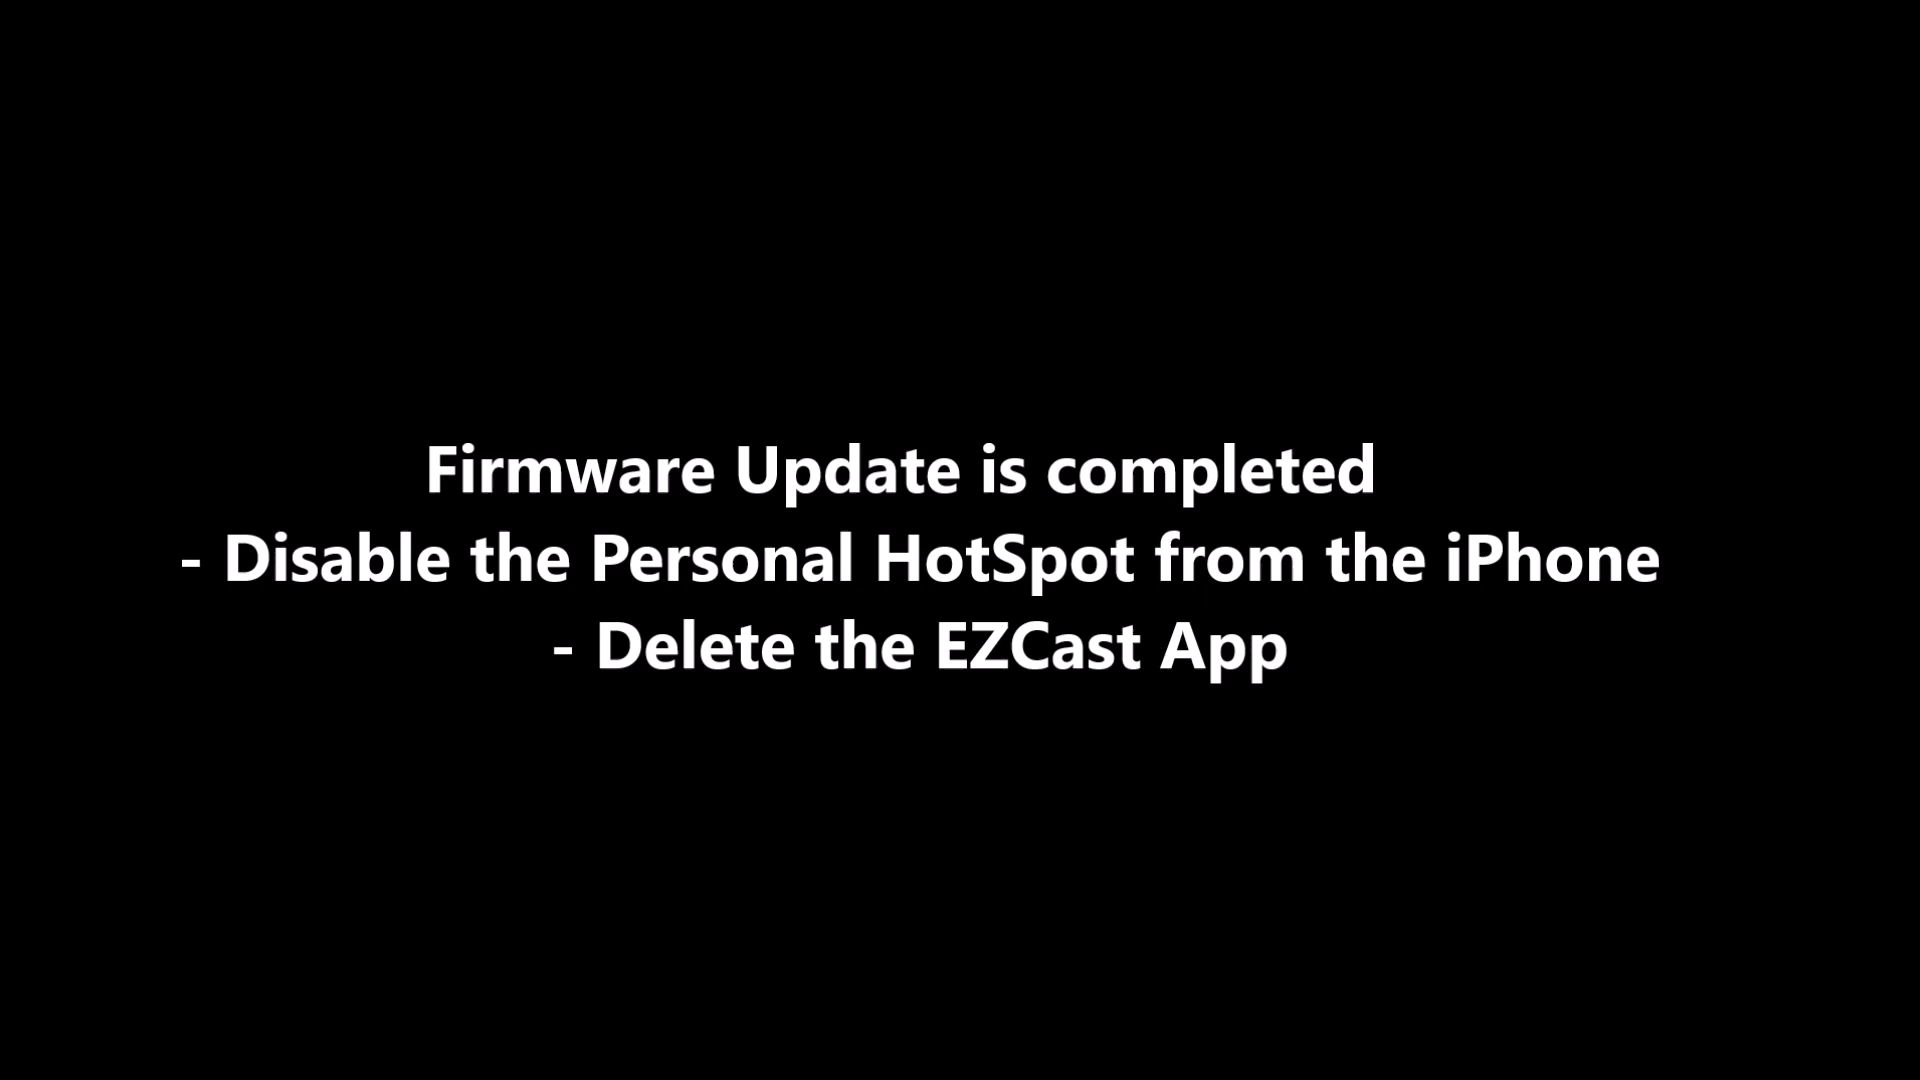 Firmware Update is completed
- Disable the Personal HotSpot from the iPhone
- Delete the EZCast App